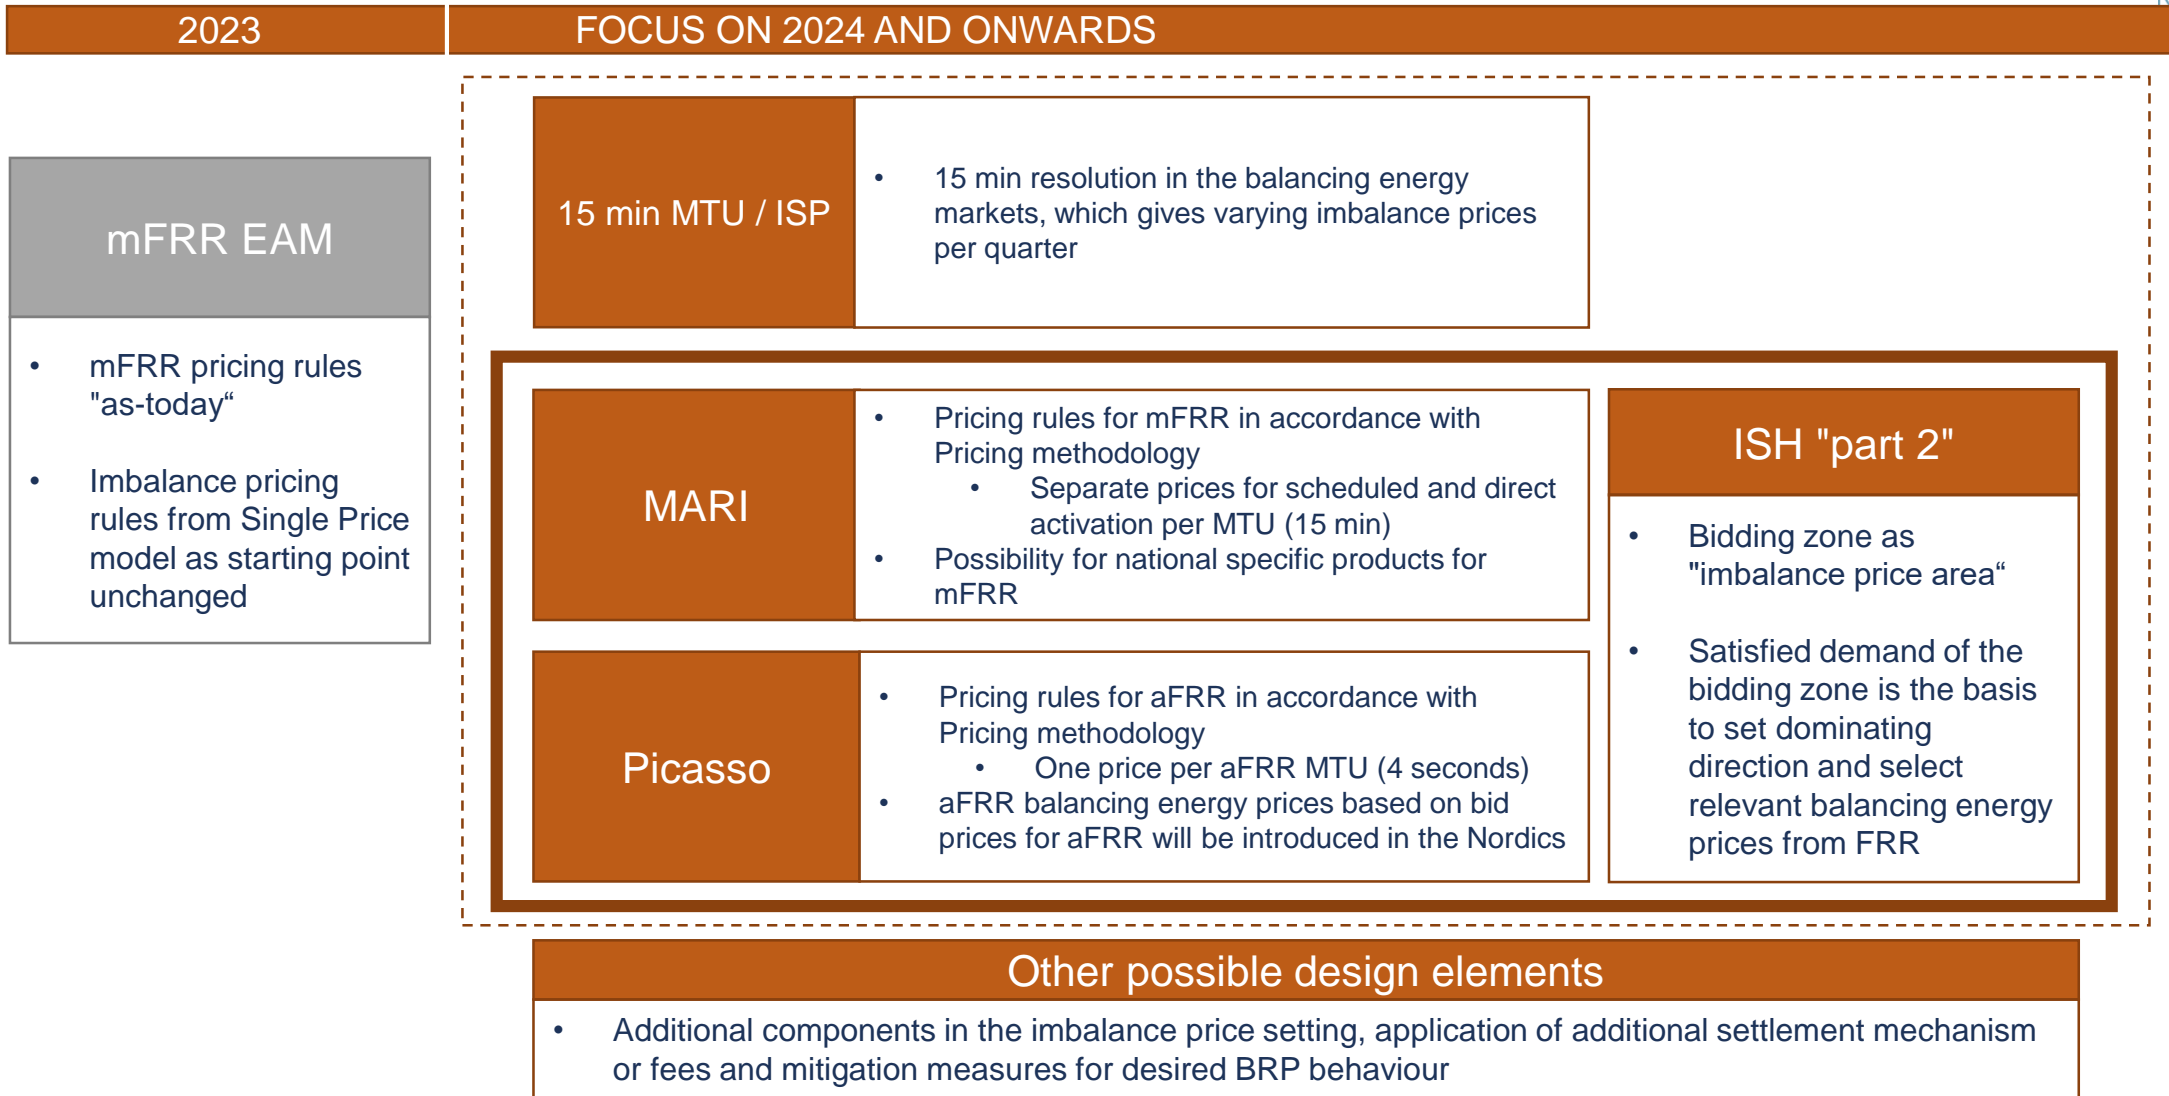 2023
FOCUS ON 2024 AND ONWARDS
mFRR EAM
• mFRR pricing rules
"as-today“
• Imbalance pricing
rules from Single Price
model as starting point
unchanged
15 min MTU / ISP
• 15 min resolution in the balancing energy
markets, which gives varying imbalance prices
per quarter
MARI
• Pricing rules for mFRR in accordance with
Pricing methodology
• Separate prices for scheduled and direct
activation per MTU (15 min)
• Possibility for national specific products for
mFRR
Picasso
• Pricing rules for aFRR in accordance with
Pricing methodology
• One price per aFRR MTU (4 seconds)
• aFRR balancing energy prices based on bid
prices for aFRR will be introduced in the Nordics
ISH "part 2"
• Bidding zone as
"imbalance price area“
• Satisfied demand of the
bidding zone is the basis
to set dominating
direction and select
relevant balancing energy
prices from FRR
Other possible design elements
• Additional components in the imbalance price setting, application of additional settlement mechanism
or fees and mitigation measures for desired BRP behaviour